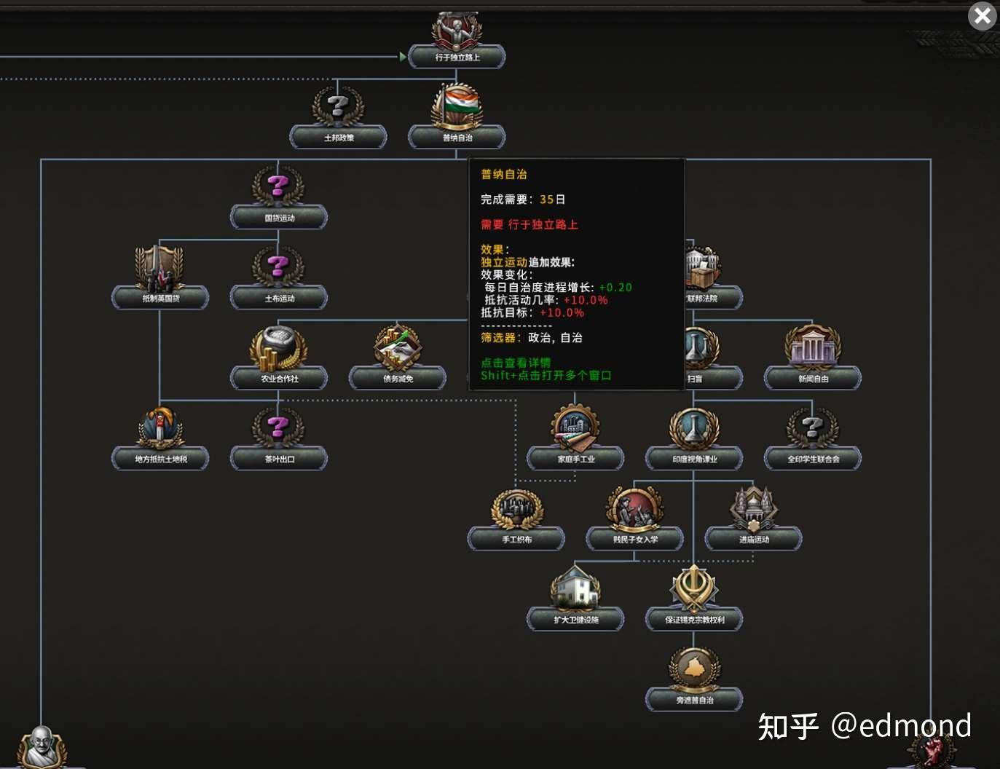 行于独立路上
土邦政策
普纳自治
普纳自治
完成需要：35日
需要 行于独立路上
效果：
独立运动追加效果：
效果变化：
每日自治度进程增长：+0.20
抵抗活动几率：+10.0%
抵抗目标：+10.0%
--------------
筛选器：政治, 自治
点击查看详情
Shift+点击打开多个窗口
国货运动
抵制英国货
土布运动
联邦法院
农业合作社
债务减免
扫盲
新闻自由
地方抵抗土地税
茶叶出口
家庭手工业
印度视角课业
全印学生联合会
手工织布
贱民子女入学
进庙运动
扩大卫健设施
保证锡克宗教权利
旁遮普自治
知乎 @edmond